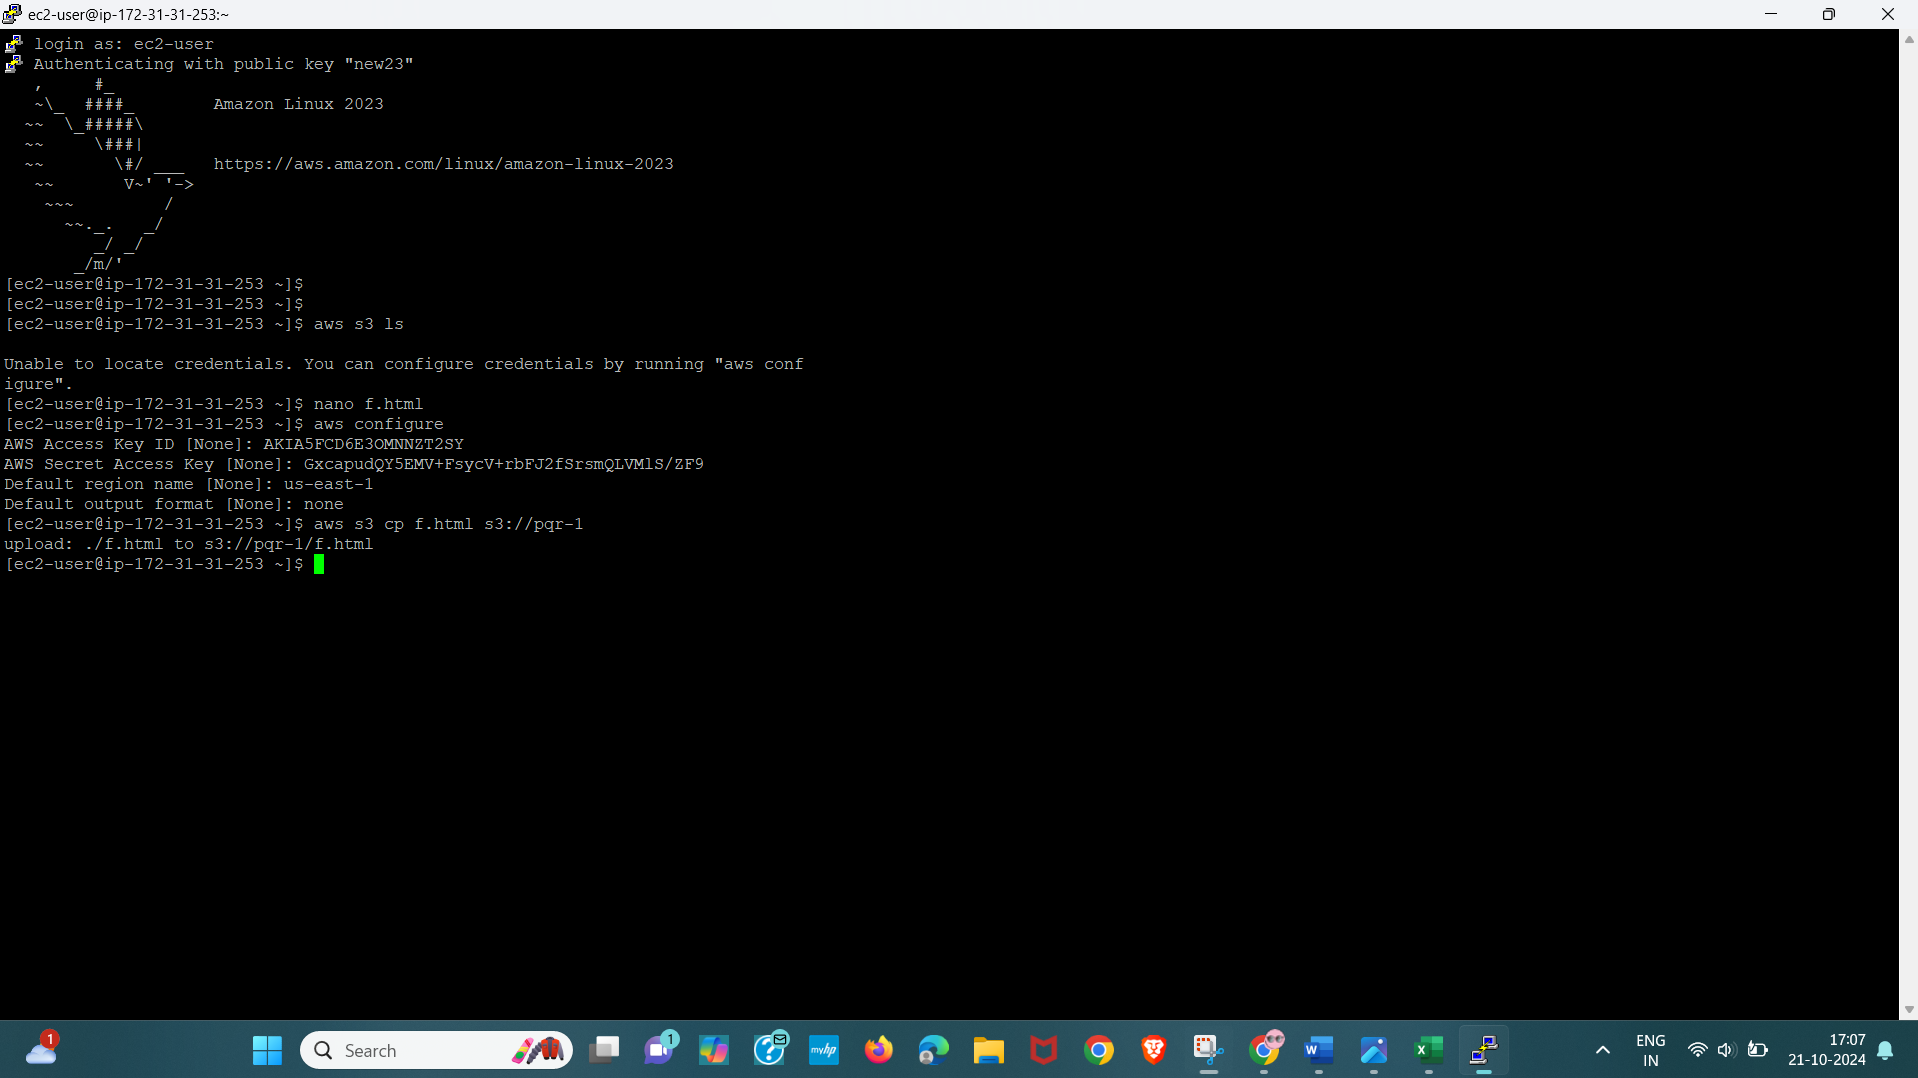 ec2-user@ip-172-31-31-253:~
login as: ec2-user
Authenticating with public key "new23"
   ,     #_
   ~\_  ####_        Amazon Linux 2023
  ~~  \_#####\
  ~~     \###|
  ~~       \#/ ___   https://aws.amazon.com/linux/amazon-linux-2023
   ~~       V~' '->
    ~~~         /
      ~~._.   _/
         _/ _/
       _/m/'
[ec2-user@ip-172-31-31-253 ~]$
[ec2-user@ip-172-31-31-253 ~]$
[ec2-user@ip-172-31-31-253 ~]$ aws s3 ls
Unable to locate credentials. You can configure credentials by running "aws conf
igure".
[ec2-user@ip-172-31-31-253 ~]$ nano f.html
[ec2-user@ip-172-31-31-253 ~]$ aws configure
AWS Access Key ID [None]: AKIA5FCD6E3OMNNZT2SY
AWS Secret Access Key [None]: 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
Default region name [None]: us-east-1
Default output format [None]: none
[ec2-user@ip-172-31-31-253 ~]$ aws s3 cp f.html s3://pqr-1
upload: ./f.html to s3://pqr-1/f.html
[ec2-user@ip-172-31-31-253 ~]$
1
Search
1
myhp
ENG
IN
17:07
21-10-2024